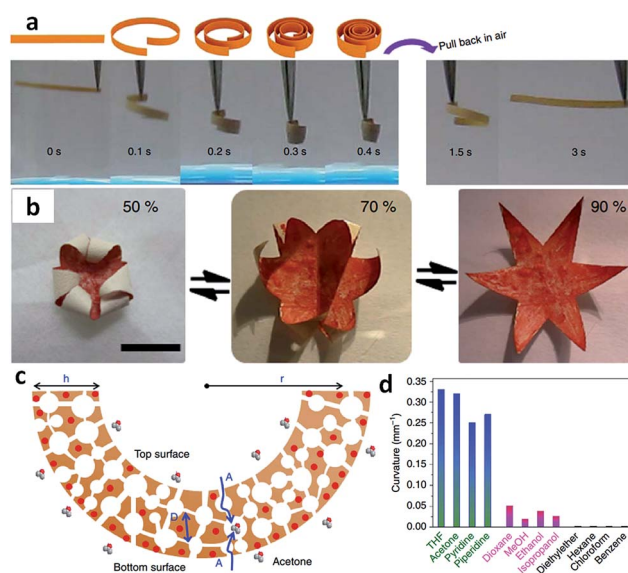 a
Pull back in air
0 s
0.1 s
0.2 s
0.3 s
0.4 s
1.5 s
3 s
b
50 %
70 %
90 %
c
h
r
Top surface
A
D
A
Bottom surface
Acetone
d
Curvature (mm⁻¹)
0.35
0.30
0.25
0.20
0.15
0.10
0.05
0.00
THF
Acetone
Pyridine
Piperidine
Dioxane
MeOH
Ethanol
Isopropanol
Diethylether
Hexane
Chloroform
Benzene